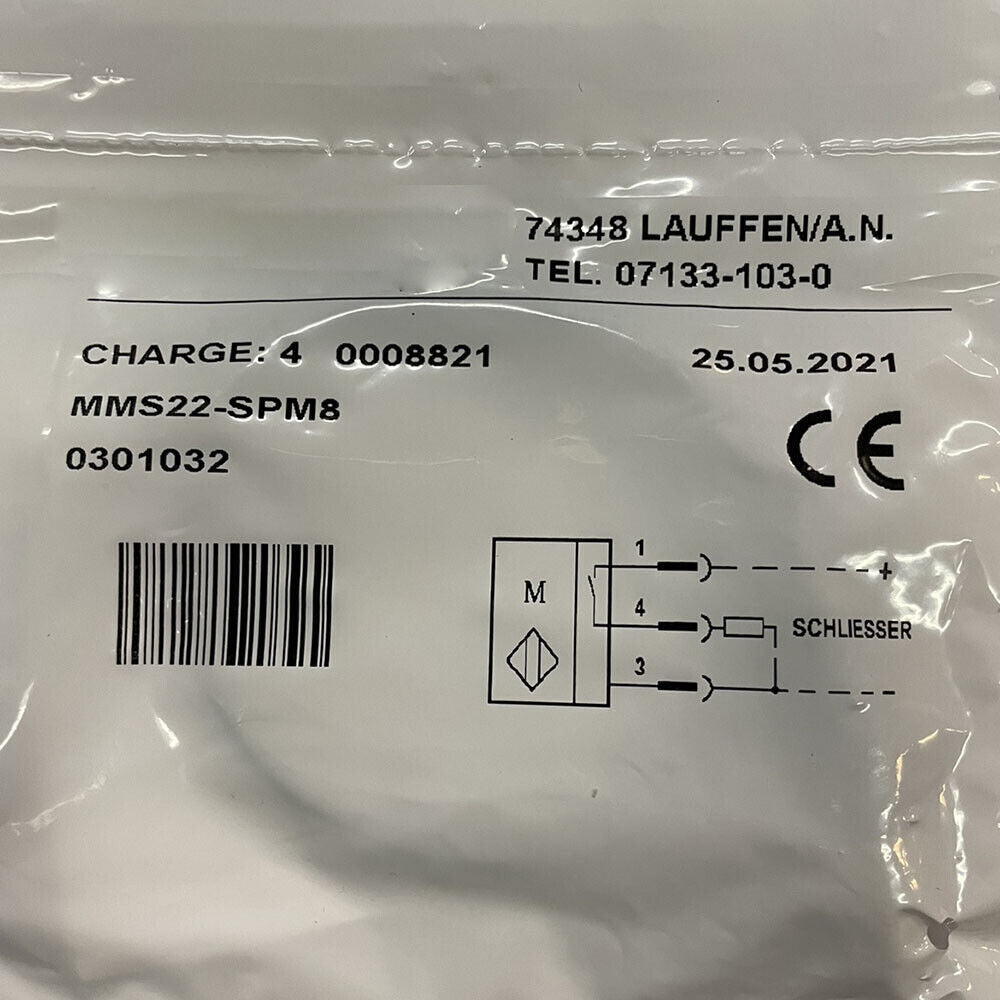 74348 LAUFFEN/A.N.
TEL. 07133-103-0
CHARGE: 4 0008821 25.05.2021
MMS22-SPM8
0301032
CE
M
1
+
4
SCHLIESSER
3
-